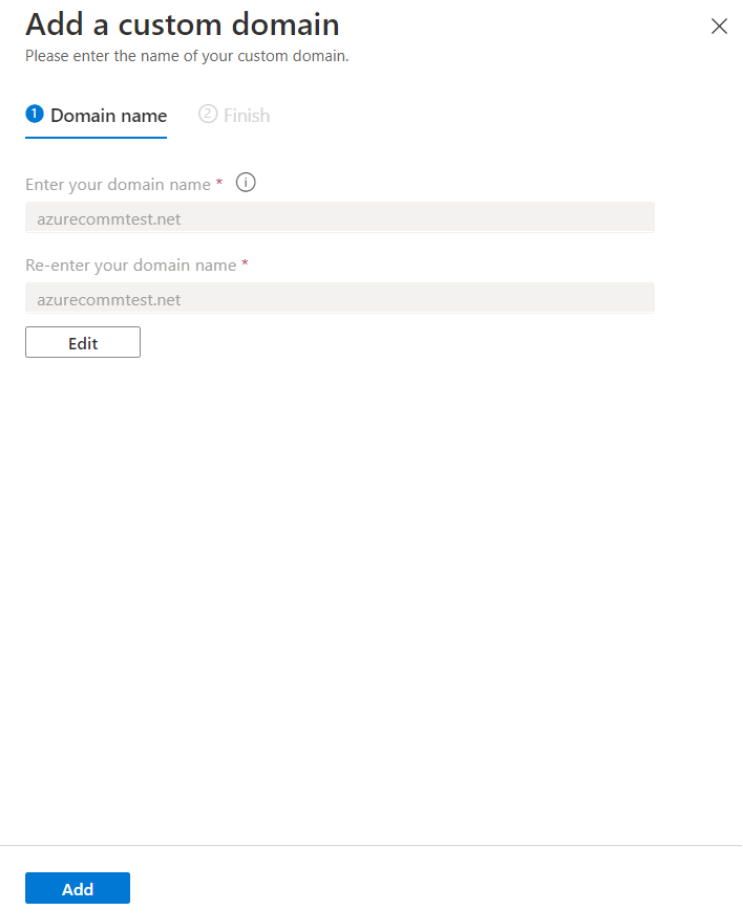 Add a custom domain
Please enter the name of your custom domain.
1 Domain name 2 Finish
Enter your domain name * i
azurecommtest.net
Re-enter your domain name *
azurecommtest.net
Edit
Add